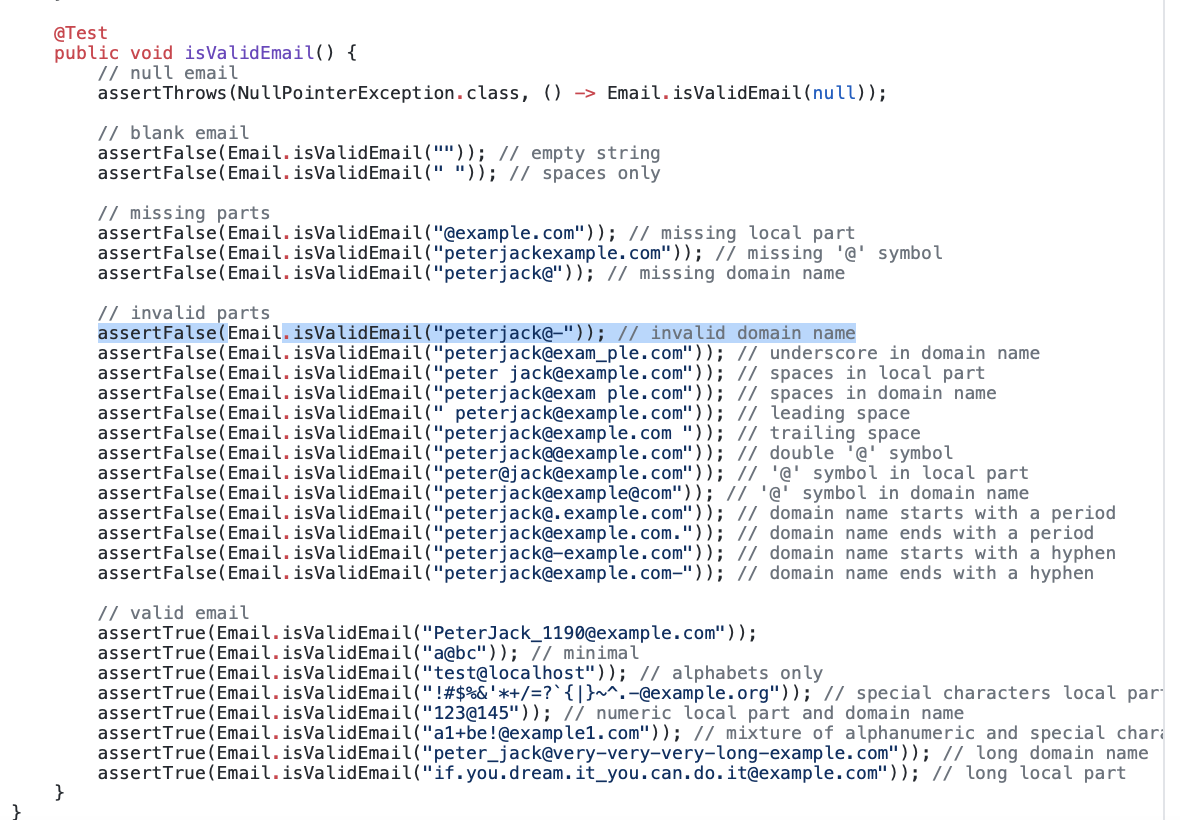 @Test
public void isValidEmail() {
// null email
assertThrows(NullPointerException.class, () -> Email.isValidEmail(null));
// blank email
assertFalse(Email.isValidEmail("")); // empty string
assertFalse(Email.isValidEmail(" ")); // spaces only
// missing parts
assertFalse(Email.isValidEmail("@example.com")); // missing local part
assertFalse(Email.isValidEmail("peterjackexample.com")); // missing '@' symbol
assertFalse(Email.isValidEmail("peterjack@")); // missing domain name
// invalid parts
assertFalse(Email.isValidEmail("peterjack@-")); // invalid domain name
assertFalse(Email.isValidEmail("peterjack@exam_ple.com")); // underscore in domain name
assertFalse(Email.isValidEmail("peter jack@example.com")); // spaces in local part
assertFalse(Email.isValidEmail("peterjack@exam ple.com")); // spaces in domain name
assertFalse(Email.isValidEmail(" peterjack@example.com")); // leading space
assertFalse(Email.isValidEmail("peterjack@example.com ")); // trailing space
assertFalse(Email.isValidEmail("peterjack@@example.com")); // double '@' symbol
assertFalse(Email.isValidEmail("peter@jack@example.com")); // '@' symbol in local part
assertFalse(Email.isValidEmail("peterjack@example@com")); // '@' symbol in domain name
assertFalse(Email.isValidEmail("peterjack@.example.com")); // domain name starts with a period
assertFalse(Email.isValidEmail("peterjack@example.com.")); // domain name ends with a period
assertFalse(Email.isValidEmail("peterjack@-example.com")); // domain name starts with a hyphen
assertFalse(Email.isValidEmail("peterjack@example.com-")); // domain name ends with a hyphen
// valid email
assertTrue(Email.isValidEmail("PeterJack_1190@example.com"));
assertTrue(Email.isValidEmail("a@bc")); // minimal
assertTrue(Email.isValidEmail("test@localhost")); // alphabets only
assertTrue(Email.isValidEmail("!#$%&'*+/=?`{|}~^.-@example.org")); // special characters local par
assertTrue(Email.isValidEmail("123@145")); // numeric local part and domain name
assertTrue(Email.isValidEmail("a1+be!@example1.com")); // mixture of alphanumeric and special chara
assertTrue(Email.isValidEmail("peter_jack@very-very-very-long-example.com")); // long domain name
assertTrue(Email.isValidEmail("if.you.dream.it_you.can.do.it@example.com")); // long local part
}
}